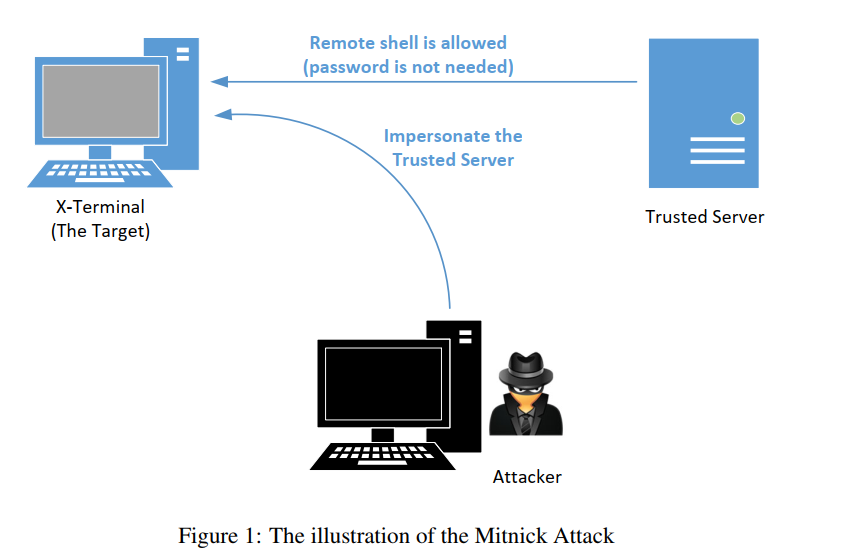 Remote shell is allowed
(password is not needed)
Impersonate the
Trusted Server
X-Terminal
(The Target)
Trusted Server
Attacker
Figure 1: The illustration of the Mitnick Attack